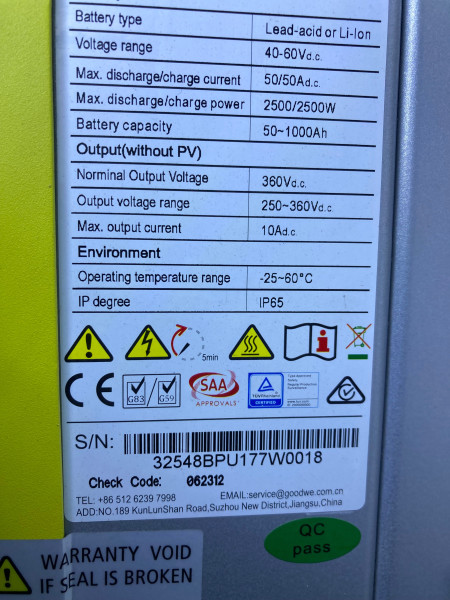 Battery type Lead-acid or Li-Ion
Voltage range 40-60Vd.c.
Max. discharge/charge current 50/50Ad.c.
Max. discharge/charge power 2500/2500W
Battery capacity 50~1000Ah
Output(without PV)
Norminal Output Voltage 360Vd.c.
Output voltage range 250~360Vd.c.
Max. output current 10Ad.c.
Environment
Operating temperature range -25~60°C
IP degree IP65
5min
CE G83 G59 SAA APPROVALS TÜVRheinland CERTIFIED
S/N:
32548BPU177W0018
Check Code: 062312
TEL: +86 512 6239 7998 EMAIL:service@goodwe.com.cn
ADD:NO.189 KunLunShan Road,Suzhou New District,Jiangsu,China
QC
pass
WARRANTY VOID
IF SEAL IS BROKEN